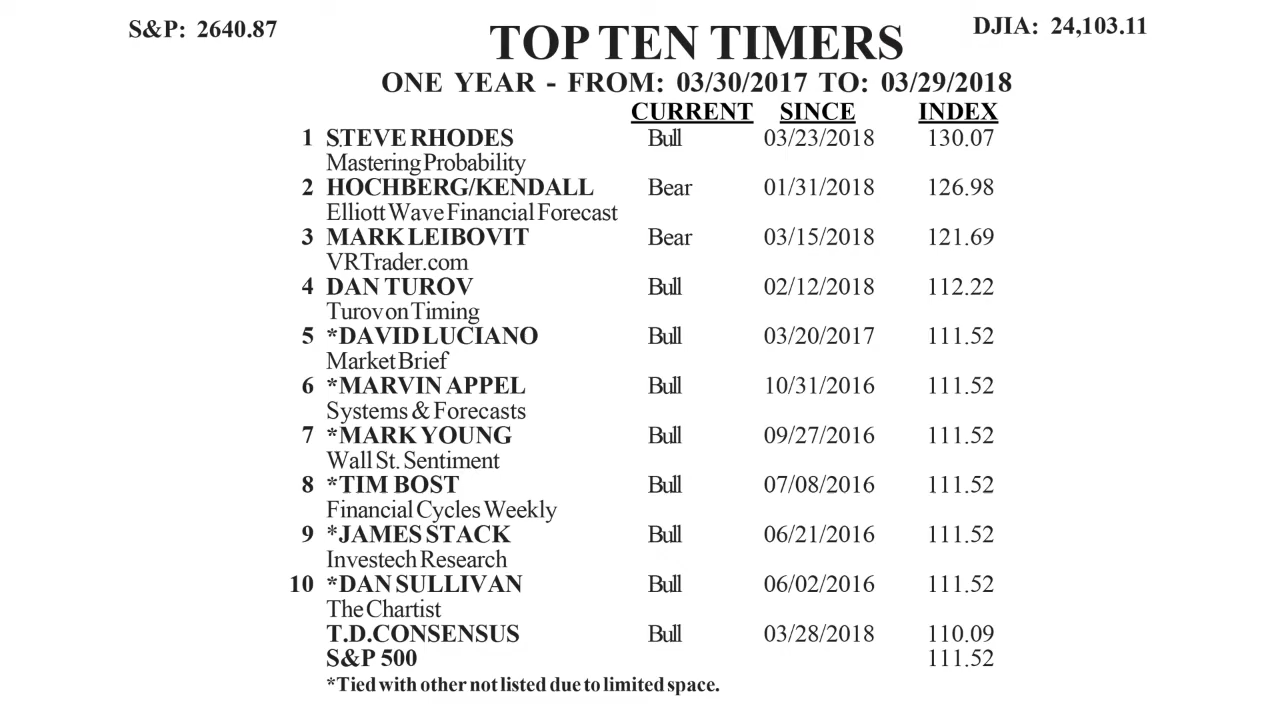 S&P: 2640.87
DJIA: 24,103.11
TOP TEN TIMERS
ONE YEAR - FROM: 03/30/2017 TO: 03/29/2018
CURRENT SINCE INDEX
1 STEVE RHODES Bull 03/23/2018 130.07
Mastering Probability
2 HOCHBERG/KENDALL Bear 01/31/2018 126.98
Elliott Wave Financial Forecast
3 MARK LEIBOVIT Bear 03/15/2018 121.69
VRTrader.com
4 DAN TUROV Bull 02/12/2018 112.22
Turov on Timing
5 *DAVID LUCIANO Bull 03/20/2017 111.52
Market Brief
6 *MARVIN APPEL Bull 10/31/2016 111.52
Systems & Forecasts
7 *MARK YOUNG Bull 09/27/2016 111.52
Wall St. Sentiment
8 *TIM BOST Bull 07/08/2016 111.52
Financial Cycles Weekly
9 *JAMES STACK Bull 06/21/2016 111.52
Investech Research
10 *DAN SULLIVAN Bull 06/02/2016 111.52
The Chartist
T.D.CONSENSUS Bull 03/28/2018 110.09
S&P 500 111.52
*Tied with other not listed due to limited space.